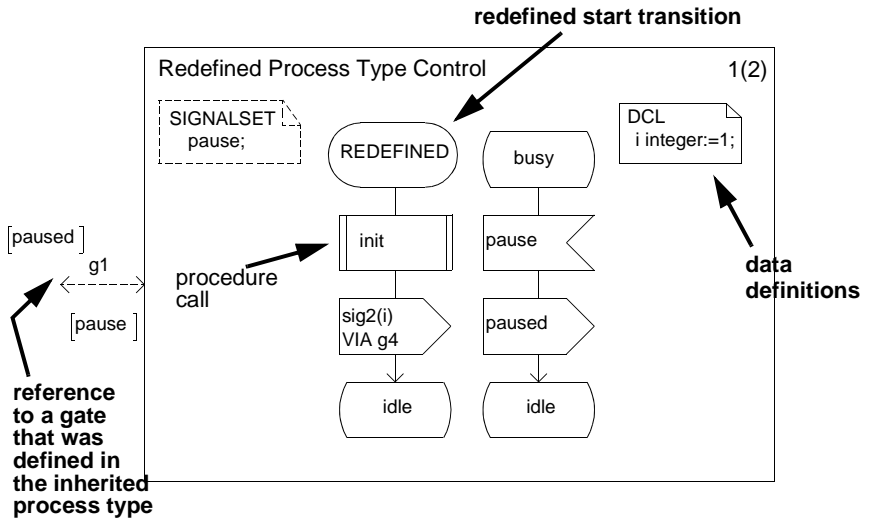 redefined start transition
Redefined Process Type Control
1(2)
SIGNALSET
pause;
REDEFINED
busy
DCL
i integer:=1;
init
pause
[paused ]
g1
[pause ]
procedure
call
data
definitions
sig2(i)
VIA g4
paused
idle
idle
reference
to a gate
that was
defined in
the inherited
process type